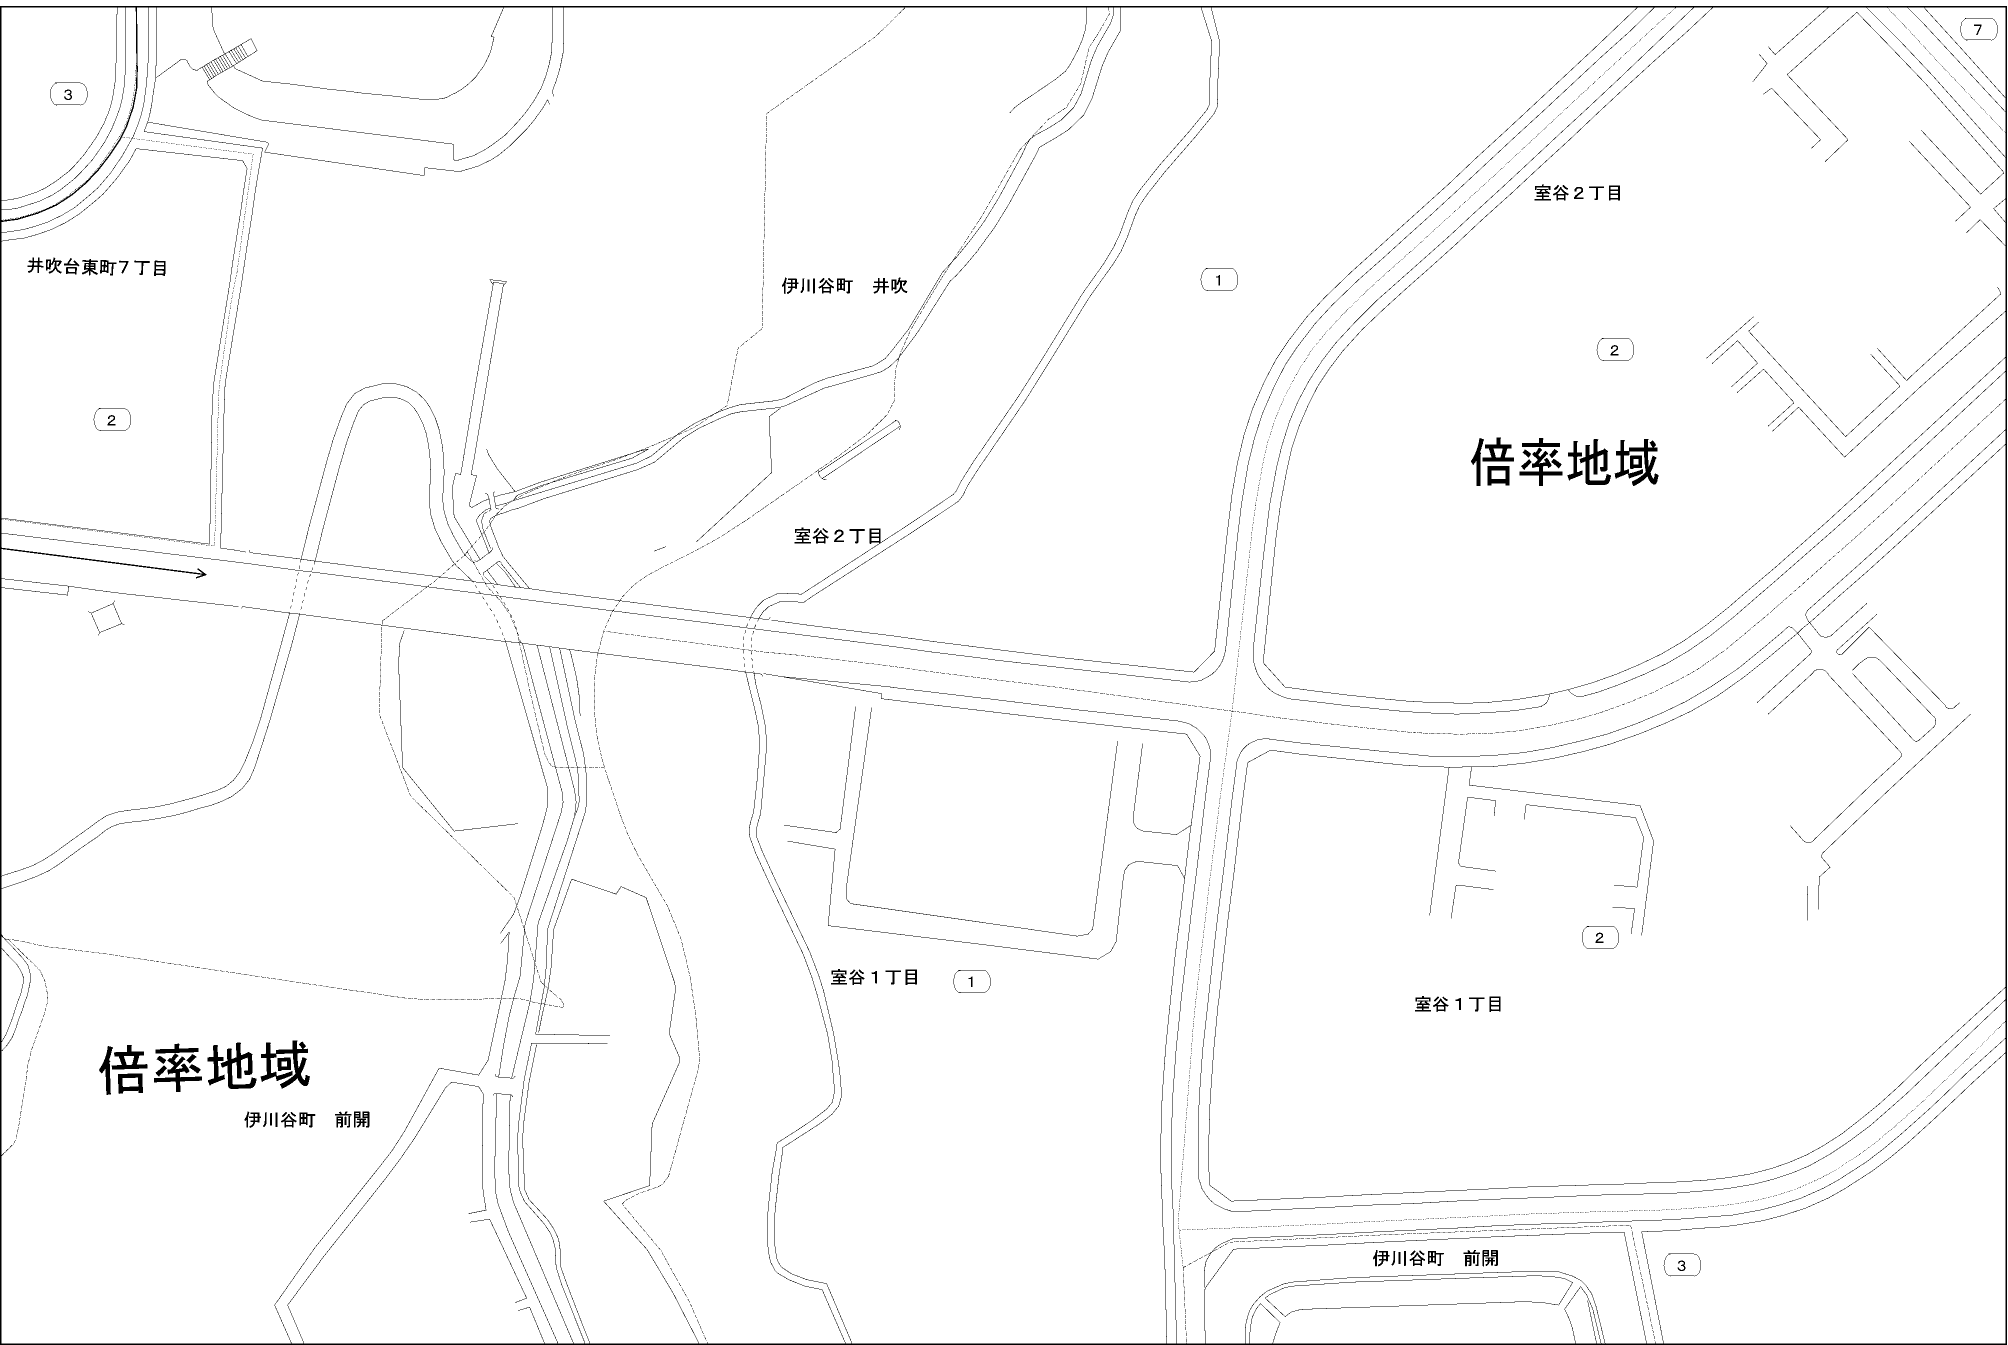 7
3
室谷２丁目
井吹台東町７丁目
伊川谷町　井吹
1
2
2
倍率地域
室谷２丁目
2
室谷１丁目
1
室谷１丁目
倍率地域
伊川谷町　前開
伊川谷町　前開
3